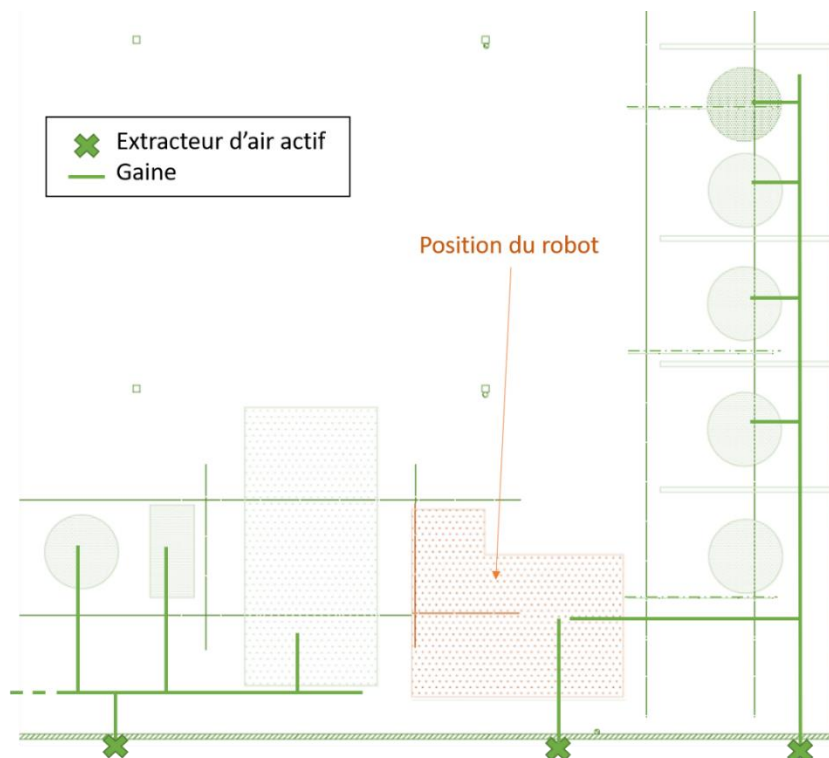 Extracteur d'air actif
Gaine
Position du robot